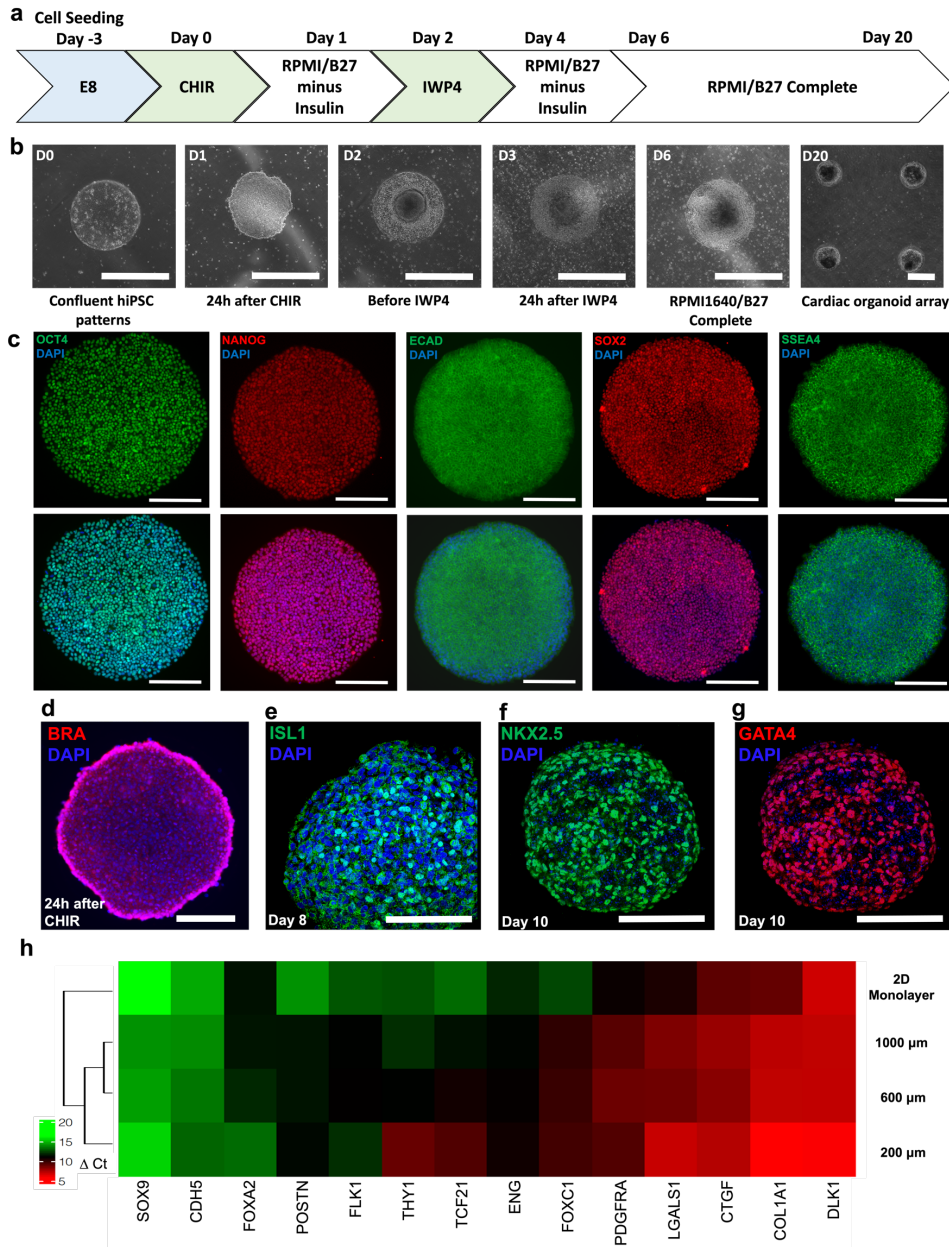 a
Cell Seeding
Day -3 Day 0 Day 1 Day 2 Day 4 Day 6 Day 20
E8
CHIR
RPMI/B27
minus
Insulin
IWP4
RPMI/B27
minus
Insulin
RPMI/B27 Complete
b
D0
D1
D2
D3
D6
D20
Confluent hiPSC
patterns
24h after CHIR
Before IWP4
24h after IWP4
RPMI1640/B27
Complete
Cardiac organoid array
c
OCT4
DAPI
NANOG
DAPI
ECAD
DAPI
SOX2
DAPI
SSEA4
DAPI
d
BRA
DAPI
24h after
CHIR
e
ISL1
DAPI
Day 8
f
NKX2.5
DAPI
Day 10
g
GATA4
DAPI
Day 10
h
2D
Monolayer
1000 μm
600 μm
200 μm
20
15
10
5
Δ Ct
SOX9
CDH5
FOXA2
POSTN
FLK1
THY1
TCF21
ENG
FOXC1
PDGFRA
LGALS1
CTGF
COL1A1
DLK1